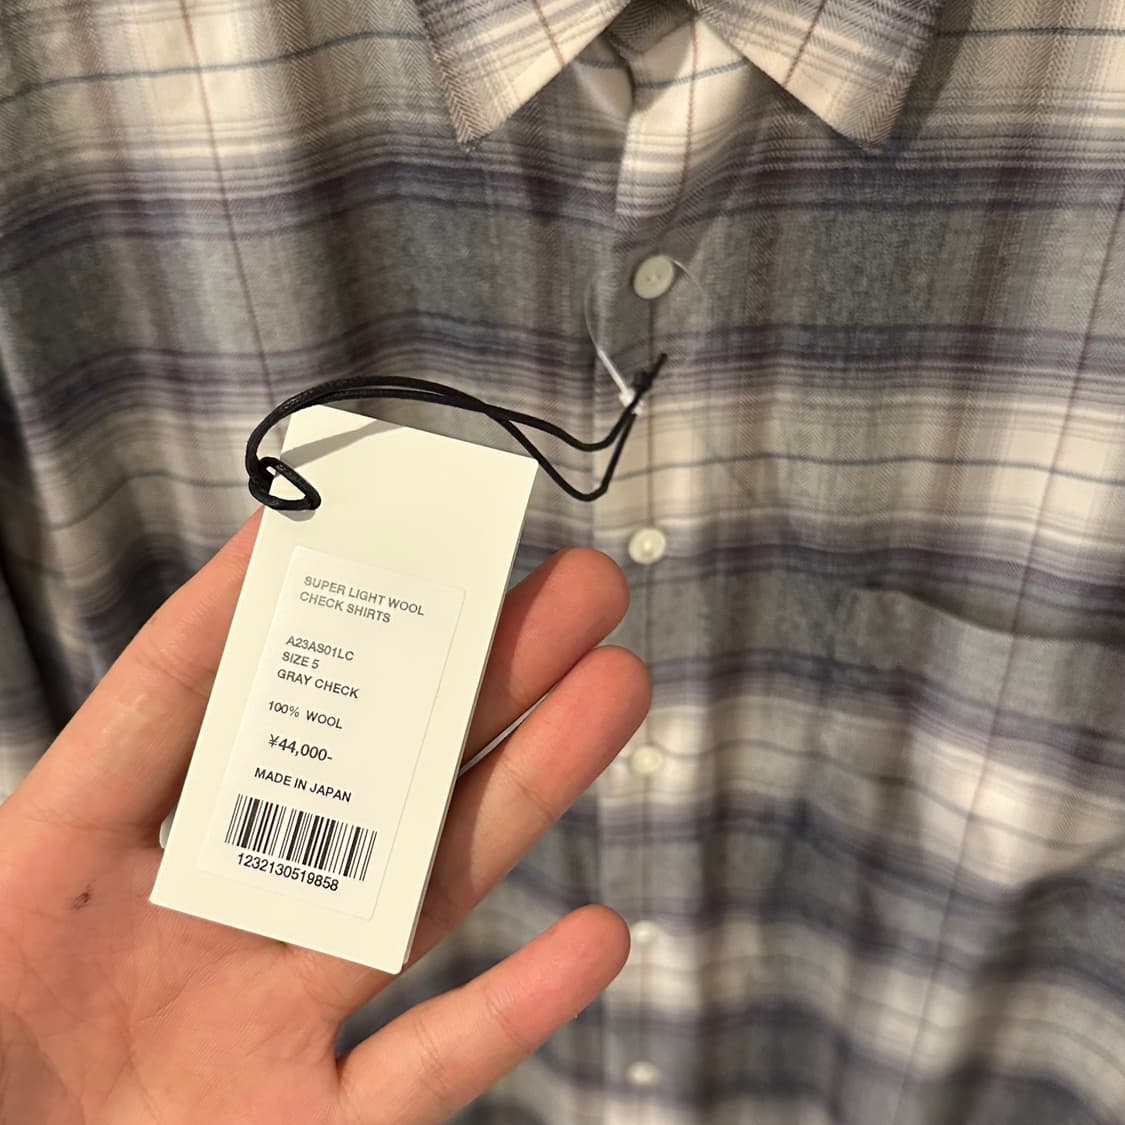 SUPER LIGHT WOOL
CHECK SHIRTS
A23AS01LC
SIZE 5
GRAY CHECK
100% WOOL
¥44,000-
MADE IN JAPAN
1232130519858